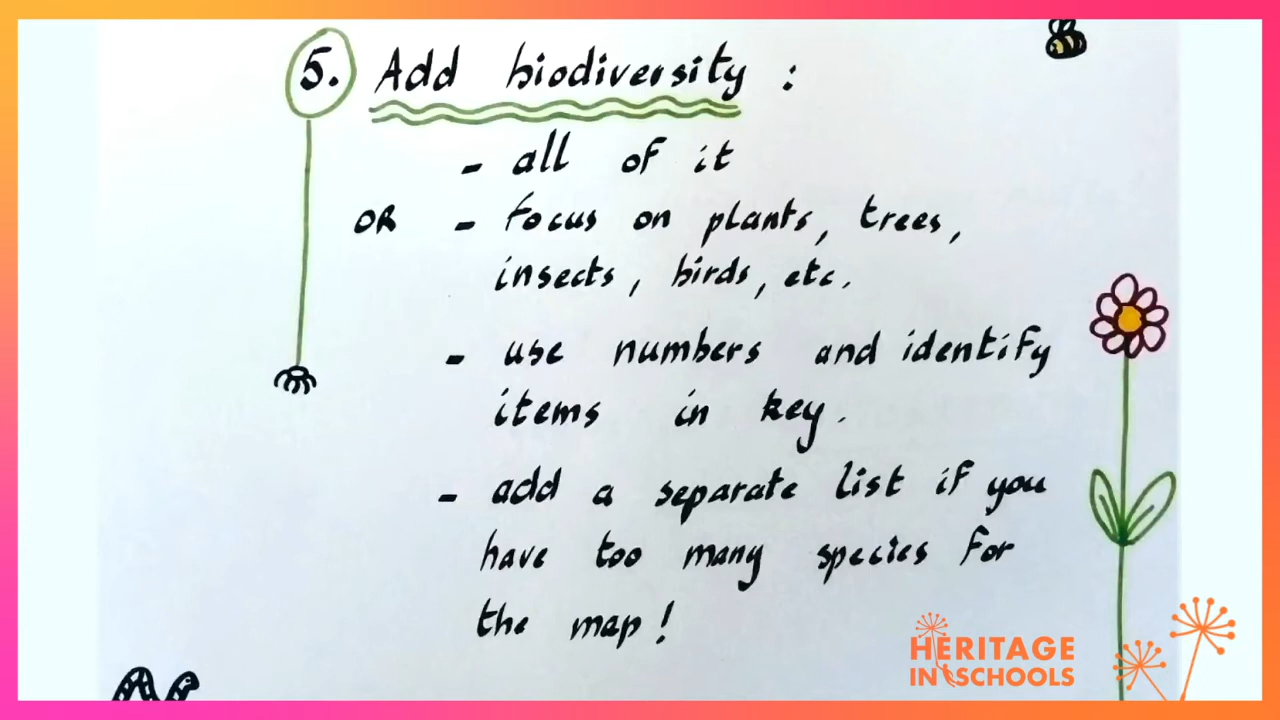 5. Add biodiversity :
- all of it
OR - focus on plants, trees,
insects, birds, etc.
- use numbers and identify
items in key.
- add a separate list if you
have too many species for
the map!
HERITAGE
IN SCHOOLS